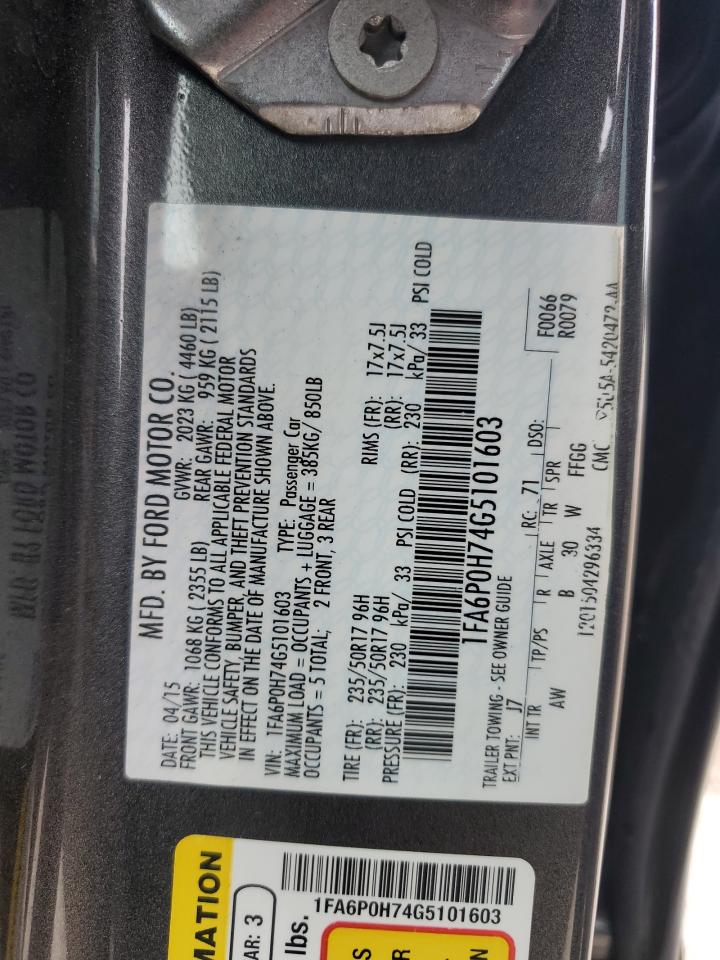 MFD. BY FORD MOTOR CO.
DATE: 04/15 GVWR: 2023 KG ( 4460 LB)
FRONT GAWR: 1068 KG ( 2355 LB) REAR GAWR: 959 KG ( 2115 LB)
THIS VEHICLE CONFORMS TO ALL APPLICABLE FEDERAL MOTOR
VEHICLE SAFETY, BUMPER, AND THEFT PREVENTION STANDARDS
IN EFFECT ON THE DATE OF MANUFACTURE SHOWN ABOVE.
VIN: 1FA6P0H74G5101603 TYPE: Passenger Car
MAXIMUM LOAD = OCCUPANTS + LUGGAGE = 385KG/ 850LB
OCCUPANTS = 5 TOTAL; 2 FRONT, 3 REAR
TIRE (FR): 235/50R17 96H RIMS (FR): 17x7.5J
(RR): 235/50R17 96H (RR): 17x7.5J
PRESSURE (FR): 230 kPa/ 33 PSI COLD (RR): 230 kPa/ 33 PSI COLD
1FA6P0H74G5101603
TRAILER TOWING - SEE OWNER GUIDE
EXT PNT: J7 RC: 71 DSO: F0066
INT TR TP/PS R AXLE TR SPR R0079
AW B 30 W FFGG
1201504296334 CMC 5U5A-5420472-AA
MATION
AR: 3
lbs.
1FA6P0H74G5101603